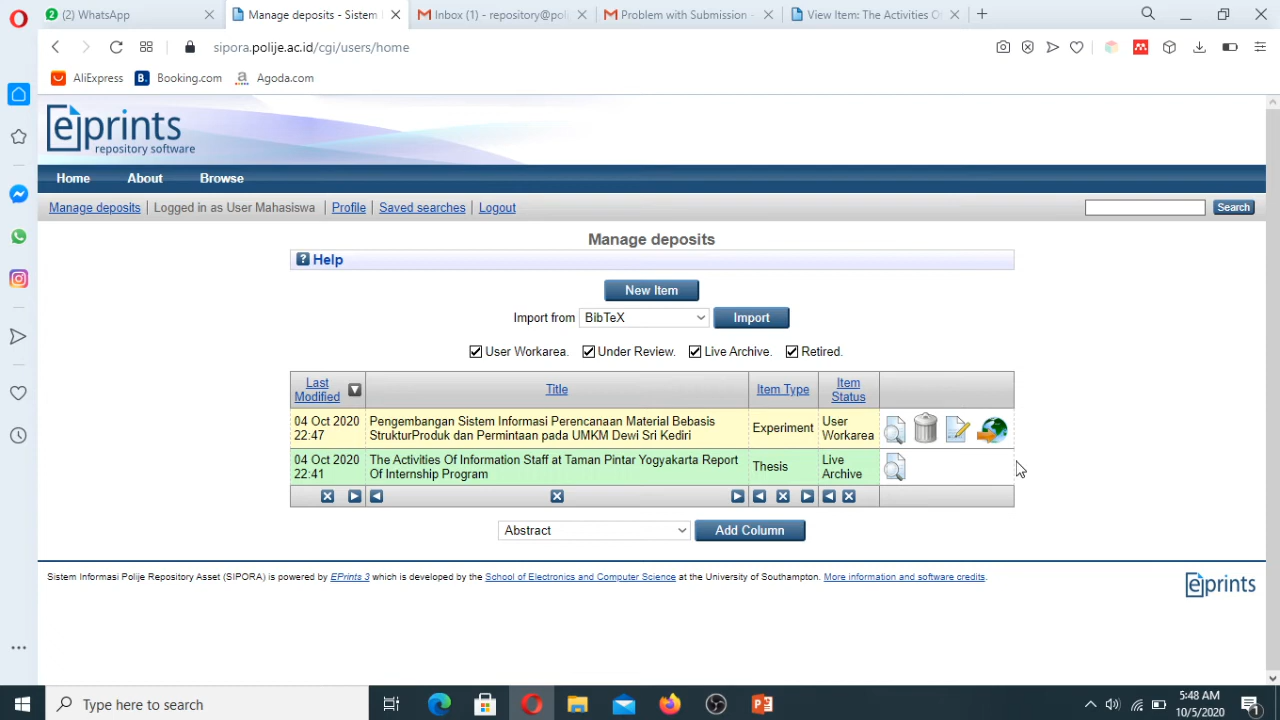 (2) WhatsApp
Manage deposits - Sistem
Inbox (1) - repository@poli
Problem with Submission -
View Item: The Activities O
sipora.polije.ac.id/cgi/users/home
AliExpress
B. Booking.com
a Agoda.com
eprints
repository software
Home About Browse
Manage deposits Logged in as User Mahasiswa Profile Saved searches Logout
Search
Manage deposits
? Help
New Item
Import from BibTeX Import
User Workarea. Under Review. Live Archive. Retired.
Last Modified Title Item Type Item Status
04 Oct 2020 22:47
Pengembangan Sistem Informasi Perencanaan Material Bebasis
StrukturProduk dan Permintaan pada UMKM Dewi Sri Kediri
Experiment
User Workarea
04 Oct 2020 22:41
The Activities Of Information Staff at Taman Pintar Yogyakarta Report
Of Internship Program
Thesis
Live Archive
Abstract Add Column
Sistem Informasi Polije Repository Asset (SIPORA) is powered by EPrints 3 which is developed by the School of Electronics and Computer Science at the University of Southampton. More information and software credits.
eprints
Type here to search
5:48 AM
10/5/2020
1